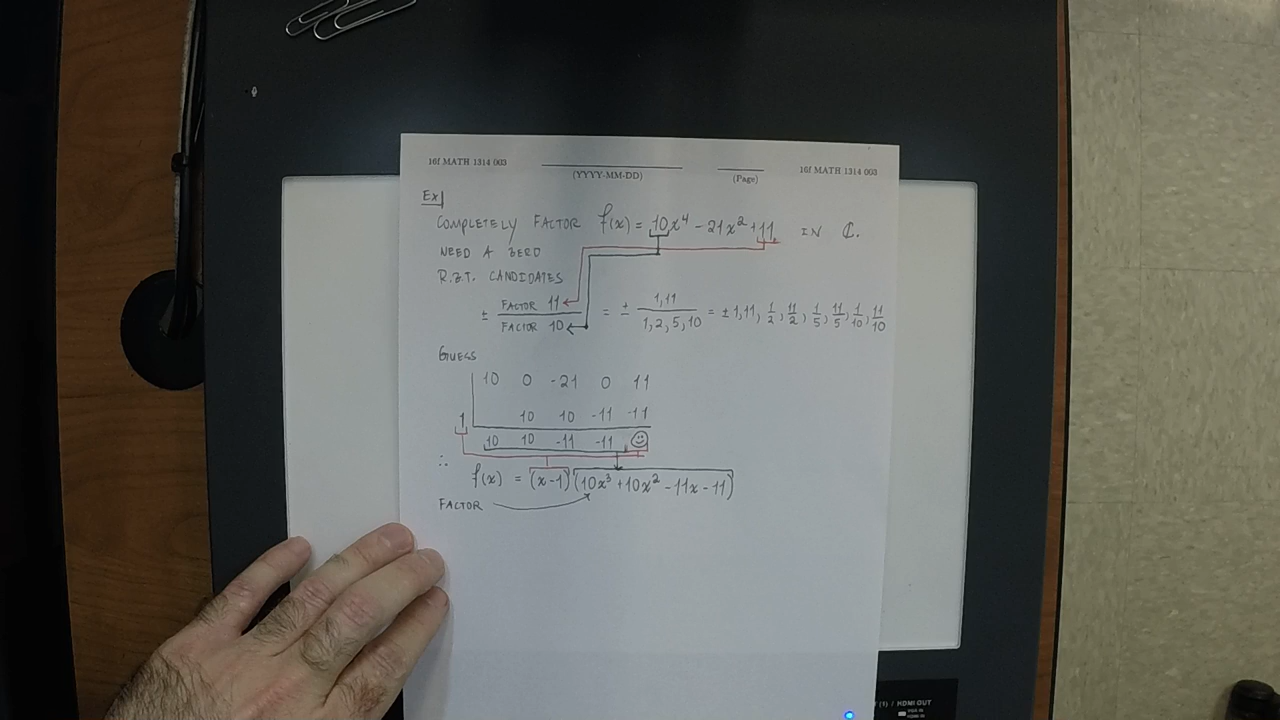 16f MATH 1314 003 (YYYY-MM-DD) (Page) 16f MATH 1314 003
Ex
COMPLETELY FACTOR f(x) = 10x⁴ - 21x² + 11 IN ℂ.
NEED A ZERO
R.Z.T. CANDIDATES
± FACTOR 11 / FACTOR 10 = ± 1, 11 / 1, 2, 5, 10 = ± 1, 11, 1/2, 11/2, 1/5, 11/5, 1/10, 11/10
GUESS
10 0 -21 0 11
1 10 10 -11 -11
10 10 -11 -11 ☺
∴ f(x) = (x-1)(10x³ + 10x² - 11x - 11)
FACTOR
/ HDMI OUT